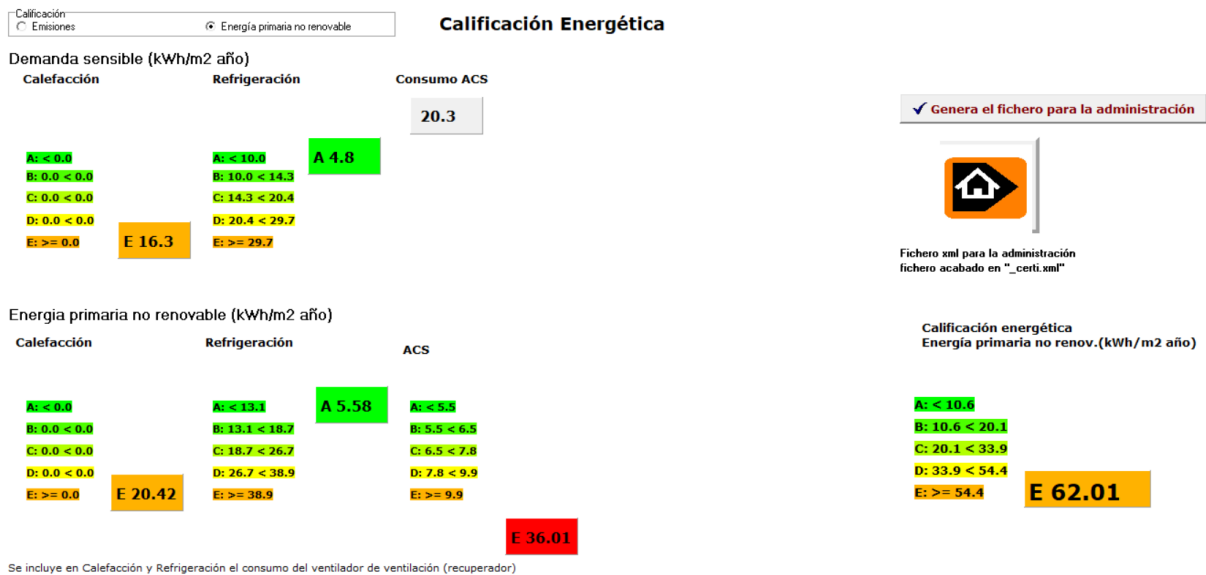 Calificación
Emisiones
Energía primaria no renovable
Calificación Energética
Demanda sensible (kWh/m2 año)
Calefacción
Refrigeración
Consumo ACS
20.3
Genera el fichero para la administración
A: < 0.0
B: 0.0 < 0.0
C: 0.0 < 0.0
D: 0.0 < 0.0
E: >= 0.0
E 16.3
A: < 10.0
B: 10.0 < 14.3
C: 14.3 < 20.4
D: 20.4 < 29.7
E: >= 29.7
A 4.8
Fichero xml para la administración
fichero acabado en "_certi.xml"
Energia primaria no renovable (kWh/m2 año)
Calefacción
Refrigeración
ACS
A: < 0.0
B: 0.0 < 0.0
C: 0.0 < 0.0
D: 0.0 < 0.0
E: >= 0.0
E 20.42
A: < 13.1
B: 13.1 < 18.7
C: 18.7 < 26.7
D: 26.7 < 38.9
E: >= 38.9
A 5.58
A: < 5.5
B: 5.5 < 6.5
C: 6.5 < 7.8
D: 7.8 < 9.9
E: >= 9.9
E 36.01
Calificación energética
Energía primaria no renov.(kWh/m2 año)
A: < 10.6
B: 10.6 < 20.1
C: 20.1 < 33.9
D: 33.9 < 54.4
E: >= 54.4
E 62.01
Se incluye en Calefacción y Refrigeración el consumo del ventilador de ventilación (recuperador)